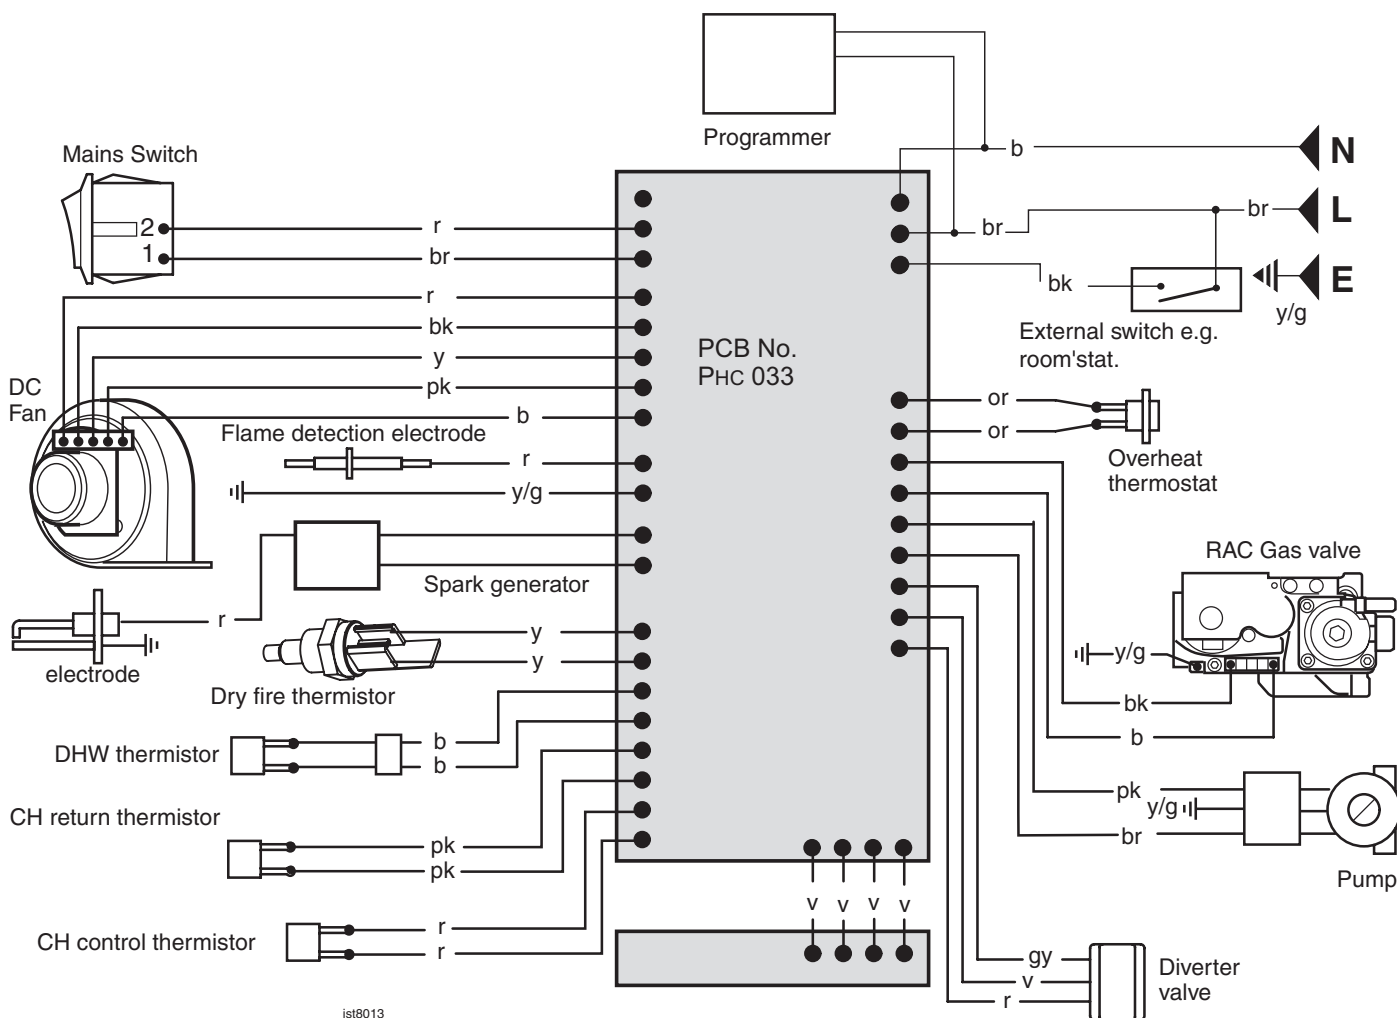 Programmer
b
N
Mains Switch
2
r
1
br
br
br
L
r
bk
E
y/g
bk
External switch e.g.
room'stat.
y
PCB No.
PHC 033
pk
DC
Fan
b
or
or
Overheat
thermostat
Flame detection electrode
r
y/g
RAC Gas valve
Spark generator
r
electrode
y
y
Dry fire thermistor
y/g
bk
b
DHW thermistor
b
b
pk
y/g
br
Pump
CH return thermistor
pk
pk
v
v
v
v
CH control thermistor
r
r
gy
v
r
Diverter
valve
ist8013